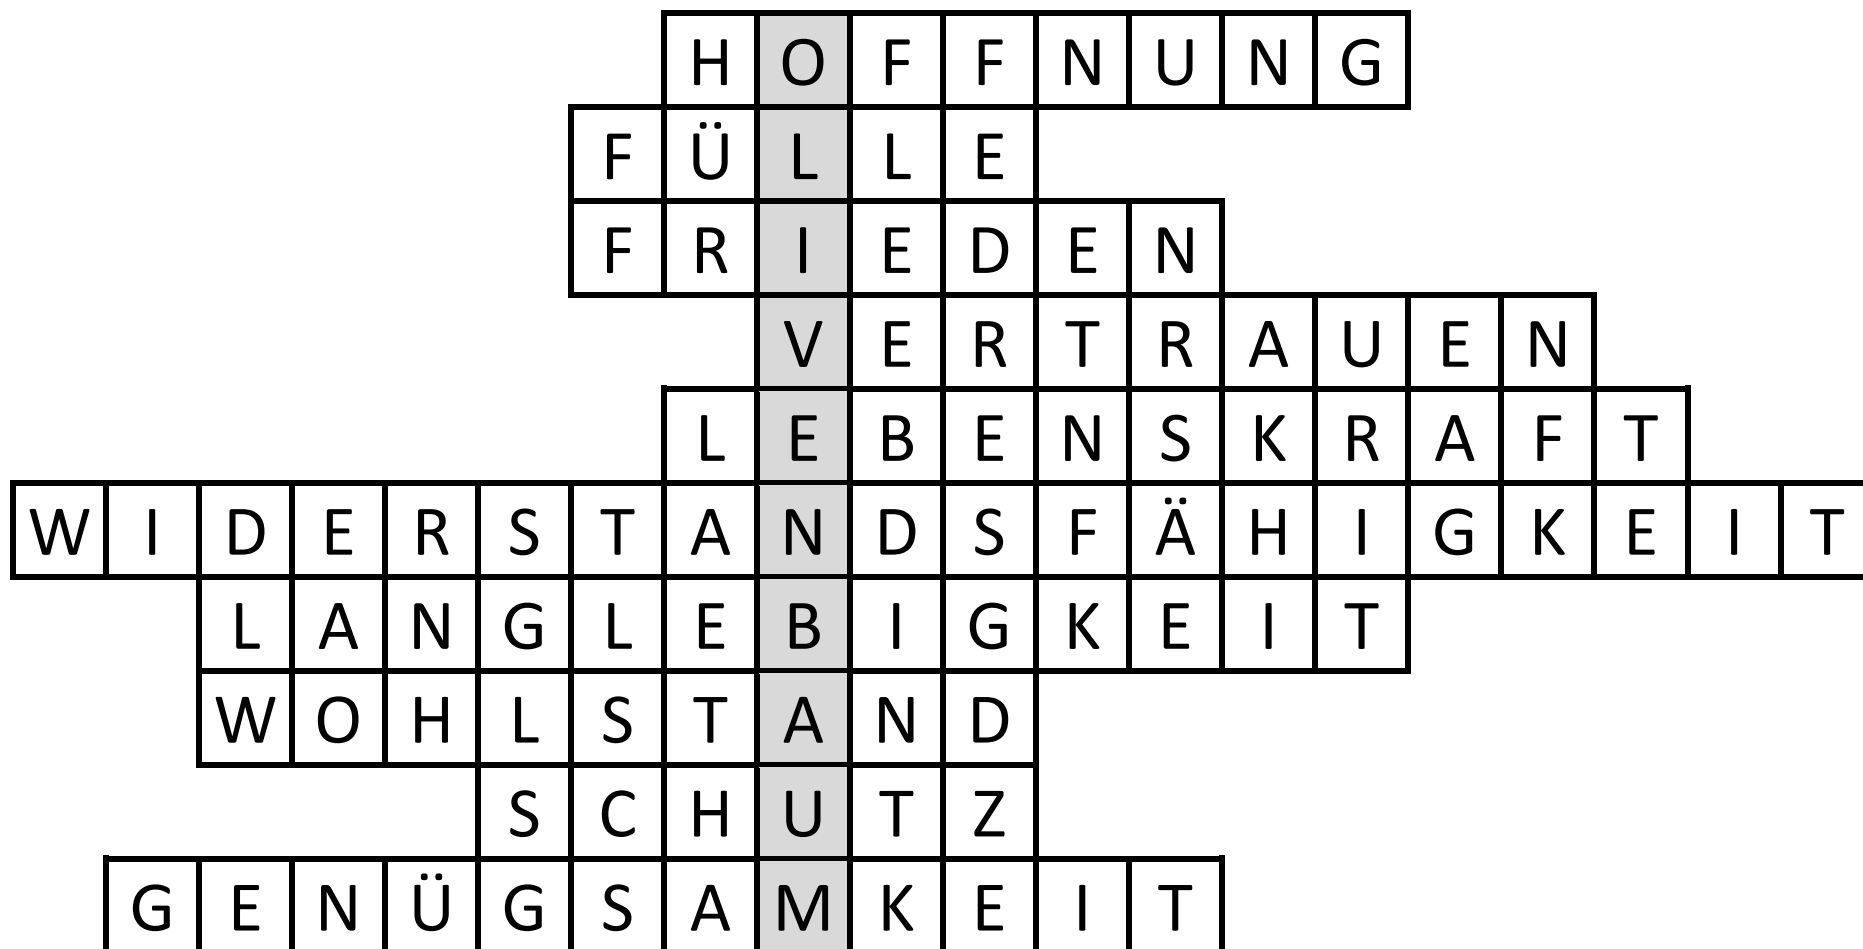 HOFFNUNG
FÜLLE
FRIEDEN
VERTRAUEN
LEBENSKRAFT
WIDERSTANDSFÄHIGKEIT
LANGLEBIGKEIT
WOHLSTAND
SCHUTZ
GENÜGSAMKEIT